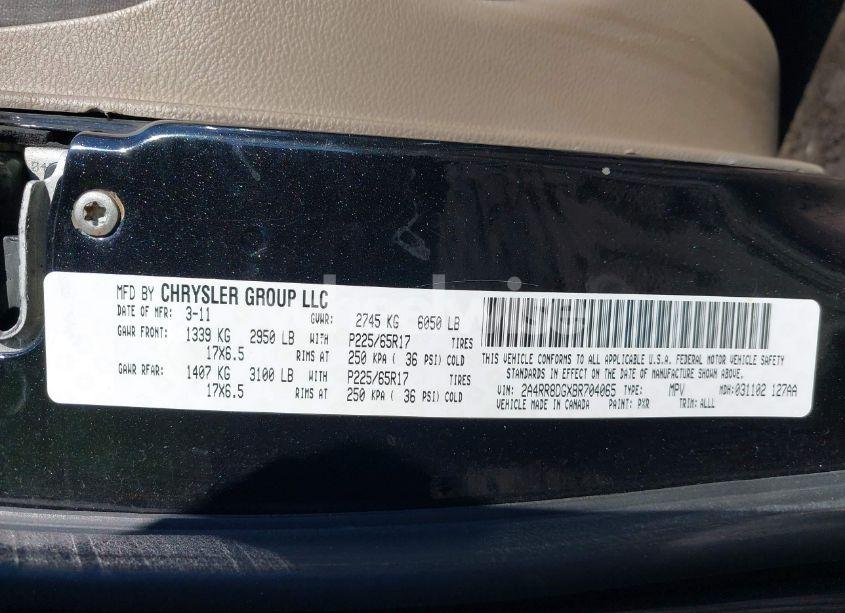 MFD BY CHRYSLER GROUP LLC
DATE OF MFR: 3-11 GVWR: 2745 KG 6050 LB
GAWR FRONT: 1339 KG 2950 LB WITH P225/65R17 TIRES
17X6.5 RIMS AT 250 KPA ( 36 PSI) COLD
GAWR REAR: 1407 KG 3100 LB WITH P225/65R17 TIRES
17X6.5 RIMS AT 250 KPA ( 36 PSI) COLD
THIS VEHICLE CONFORMS TO ALL APPLICABLE U.S.A. FEDERAL MOTOR VEHICLE SAFETY
STANDARDS IN EFFECT ON THE DATE OF MANUFACTURE SHOWN ABOVE.
VIN: 2A4RR8DGXBR704065 TYPE: MPV MDH:031102 127AA
VEHICLE MADE IN CANADA PAINT: PXR TRIM: ALLL